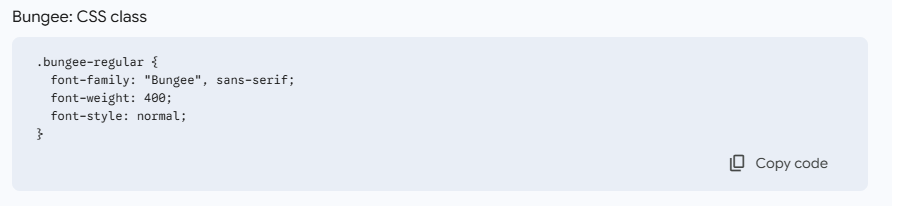 Bungee: CSS class
.bungee-regular {
  font-family: "Bungee", sans-serif;
  font-weight: 400;
  font-style: normal;
}
Copy code